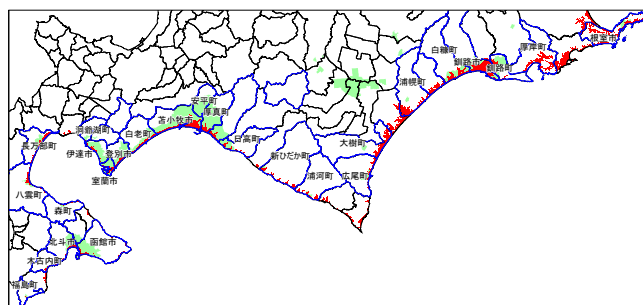 根室市
厚岸町
白糠町
釧路市
釧路町
浦幌町
安平町
厚真町
苫小牧市
洞爺湖町
白老町
日高町
大樹町
長万部町
伊達市
登別市
新ひだか町
浦河町
広尾町
室蘭市
八雲町
森町
北斗市
函館市
木古内町
福島町